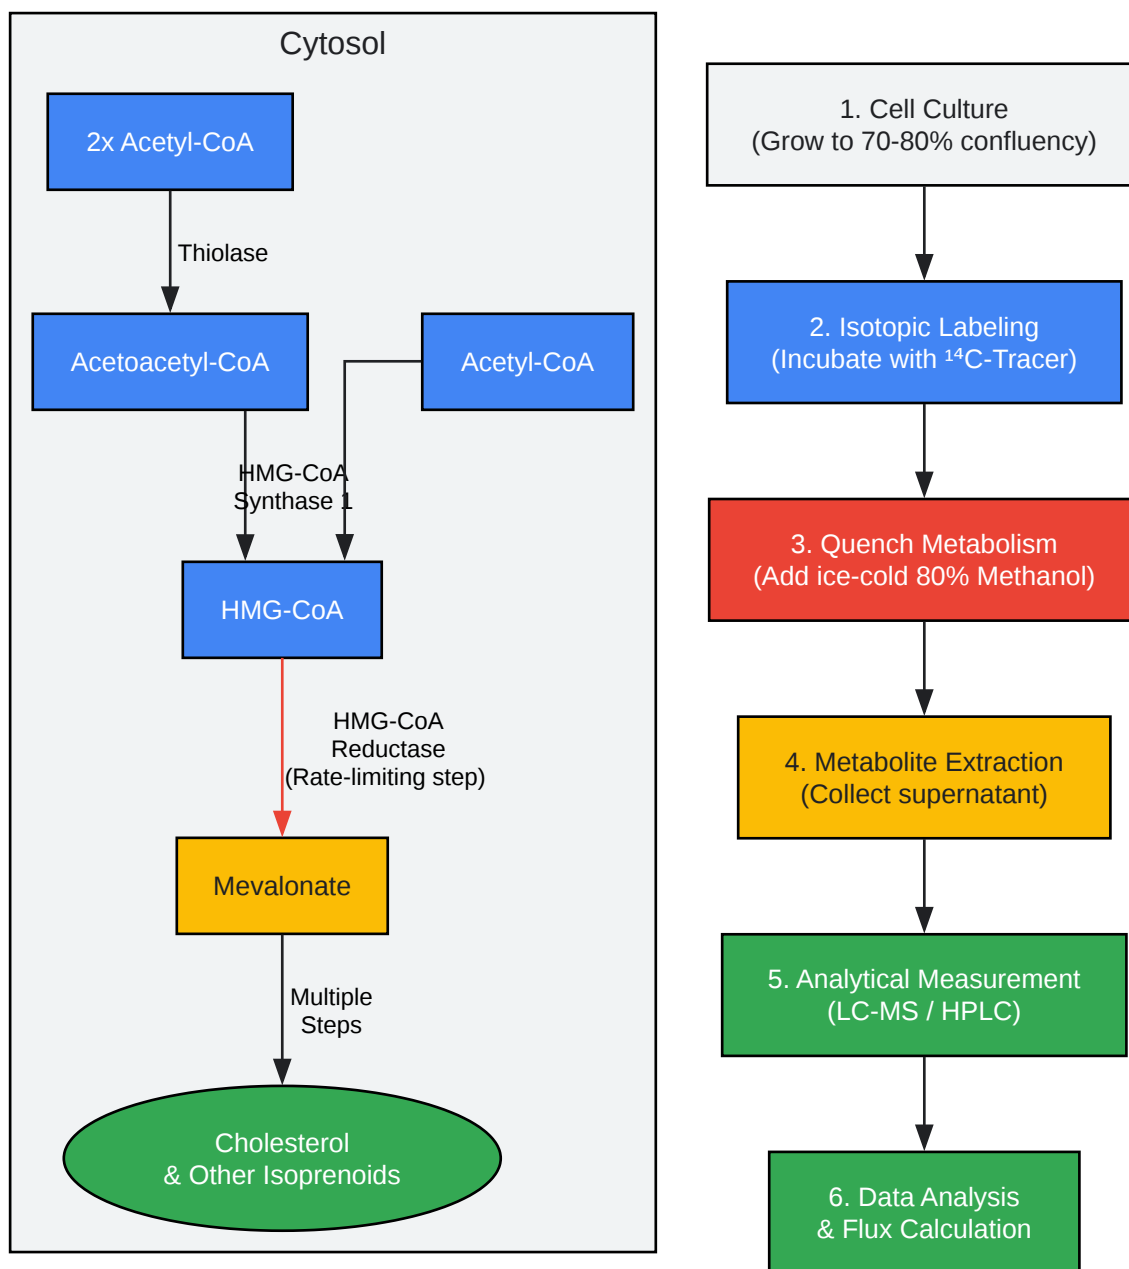 Cytosol
2x Acetyl-CoA
Thiolase
Acetoacetyl-CoA
Acetyl-CoA
HMG-CoA
Synthase 1
HMG-CoA
HMG-CoA
Reductase
(Rate-limiting step)
Mevalonate
Multiple
Steps
Cholesterol
& Other Isoprenoids
1. Cell Culture
(Grow to 70-80% confluency)
2. Isotopic Labeling
(Incubate with ¹⁴C-Tracer)
3. Quench Metabolism
(Add ice-cold 80% Methanol)
4. Metabolite Extraction
(Collect supernatant)
5. Analytical Measurement
(LC-MS / HPLC)
6. Data Analysis
& Flux Calculation